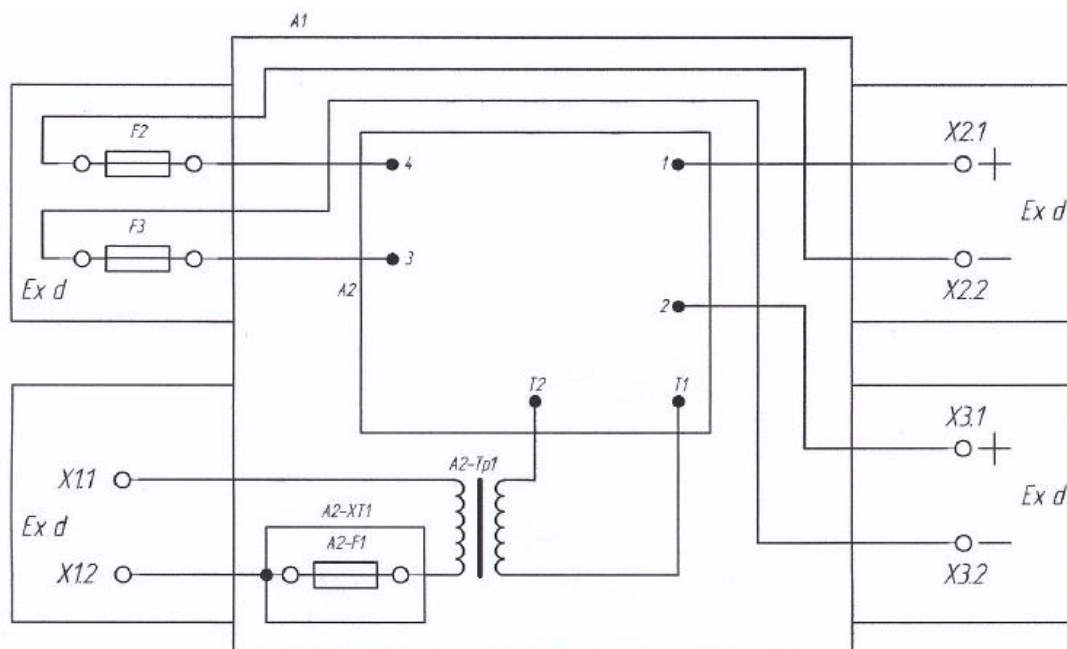 A1
F2
X2.1
4
1
+
Ex d
F3
3
−
Ex d
A2
X2.2
2
T2
T1
X3.1
+
A2-Tp1
X1.1
A2-XT1
Ex d
Ex d
A2-F1
−
X1.2
X3.2